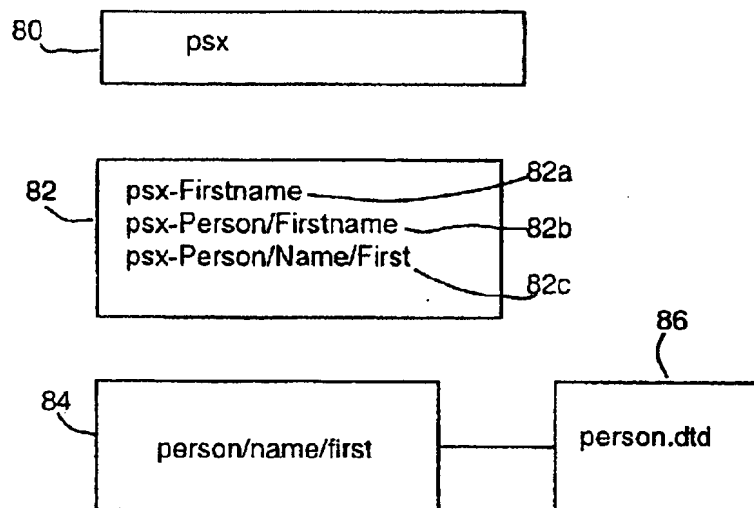 80
psx
82
psx-Firstname
82a
psx-Person/Firstname
82b
psx-Person/Name/First
82c
86
84
person/name/first
person.dtd